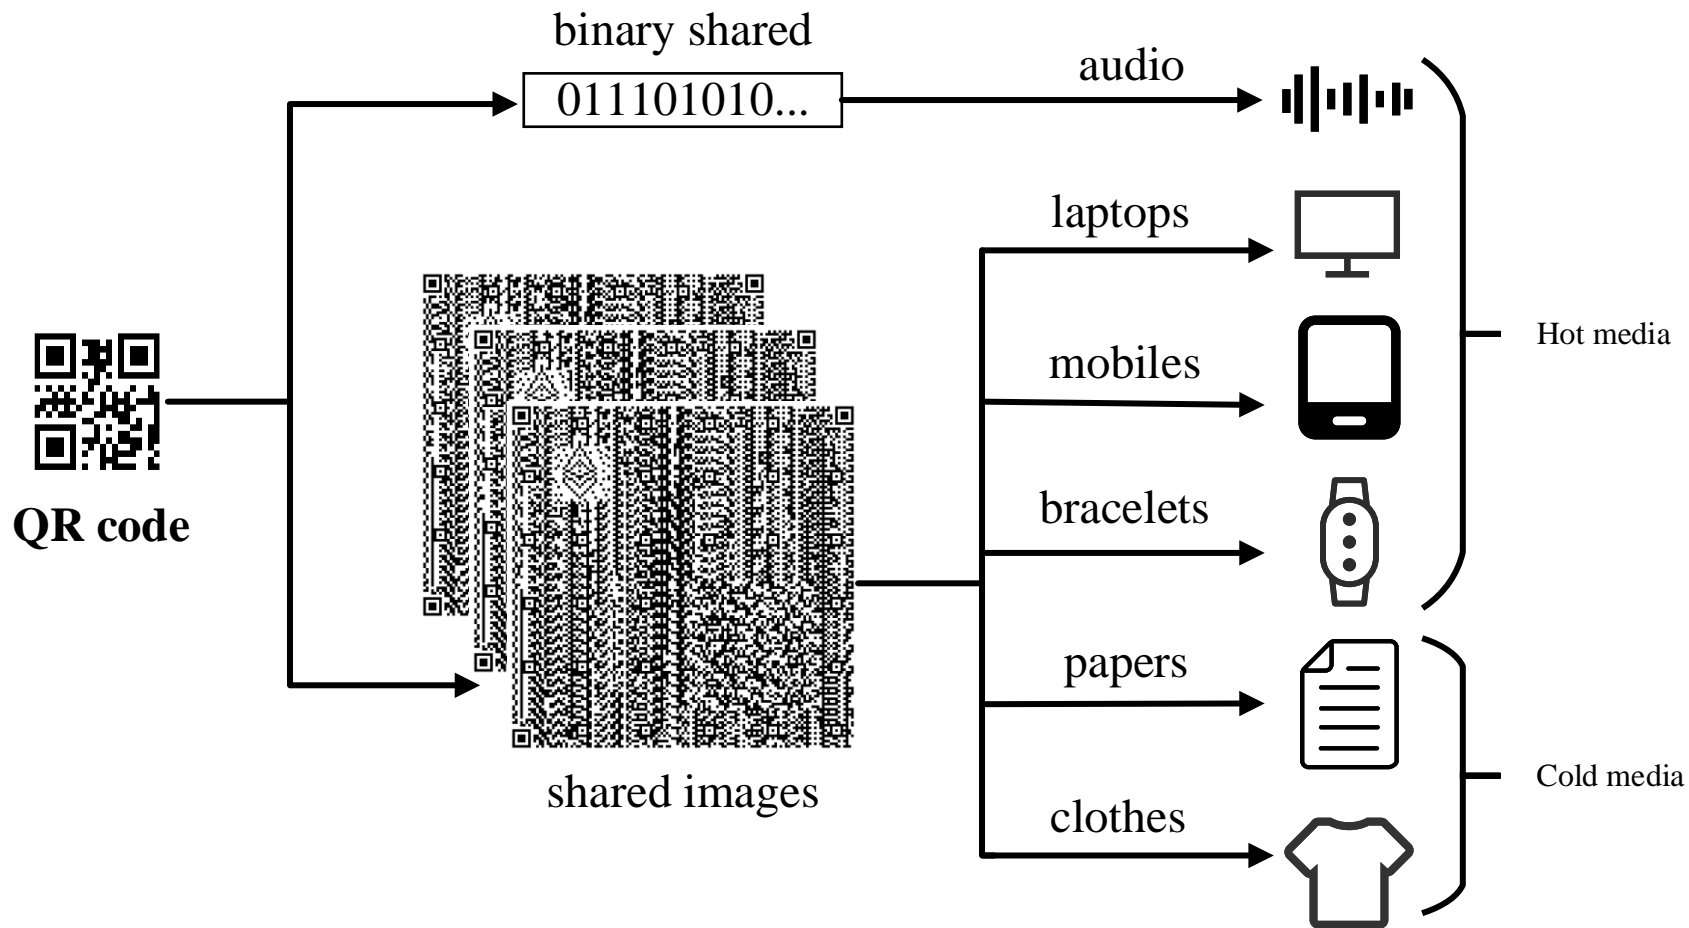 binary shared
011101010...
audio
laptops
mobiles
bracelets
papers
clothes
QR code
shared images
Hot media
Cold media